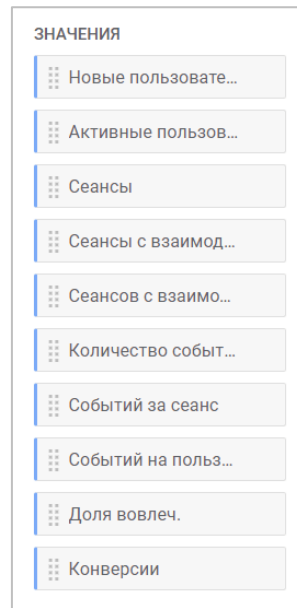 ЗНАЧЕНИЯ
Новые пользовате...
Активные пользов...
Сеансы
Сеансы с взаимод...
Сеансов с взаимо...
Количество событ...
Событий за сеанс
Событий на польз...
Доля вовлеч.
Конверсии